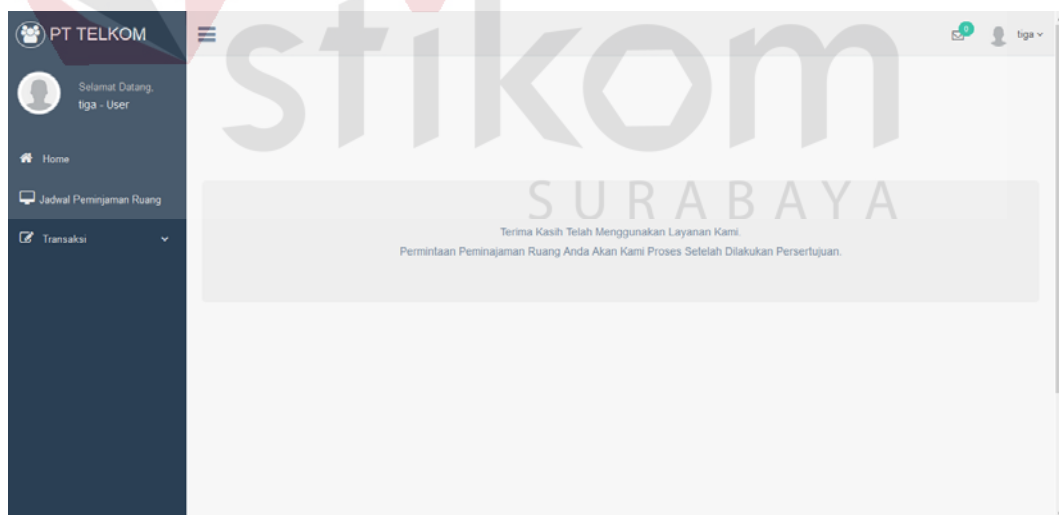 PT TELKOM
0
tiga
Selamat Datang,
tiga - User
Home
Jadwal Peminjaman Ruang
Transaksi
stikom
SURABAYA
Terima Kasih Telah Menggunakan Layanan Kami.
Permintaan Peminajaman Ruang Anda Akan Kami Proses Setelah Dilakukan Persertujuan.